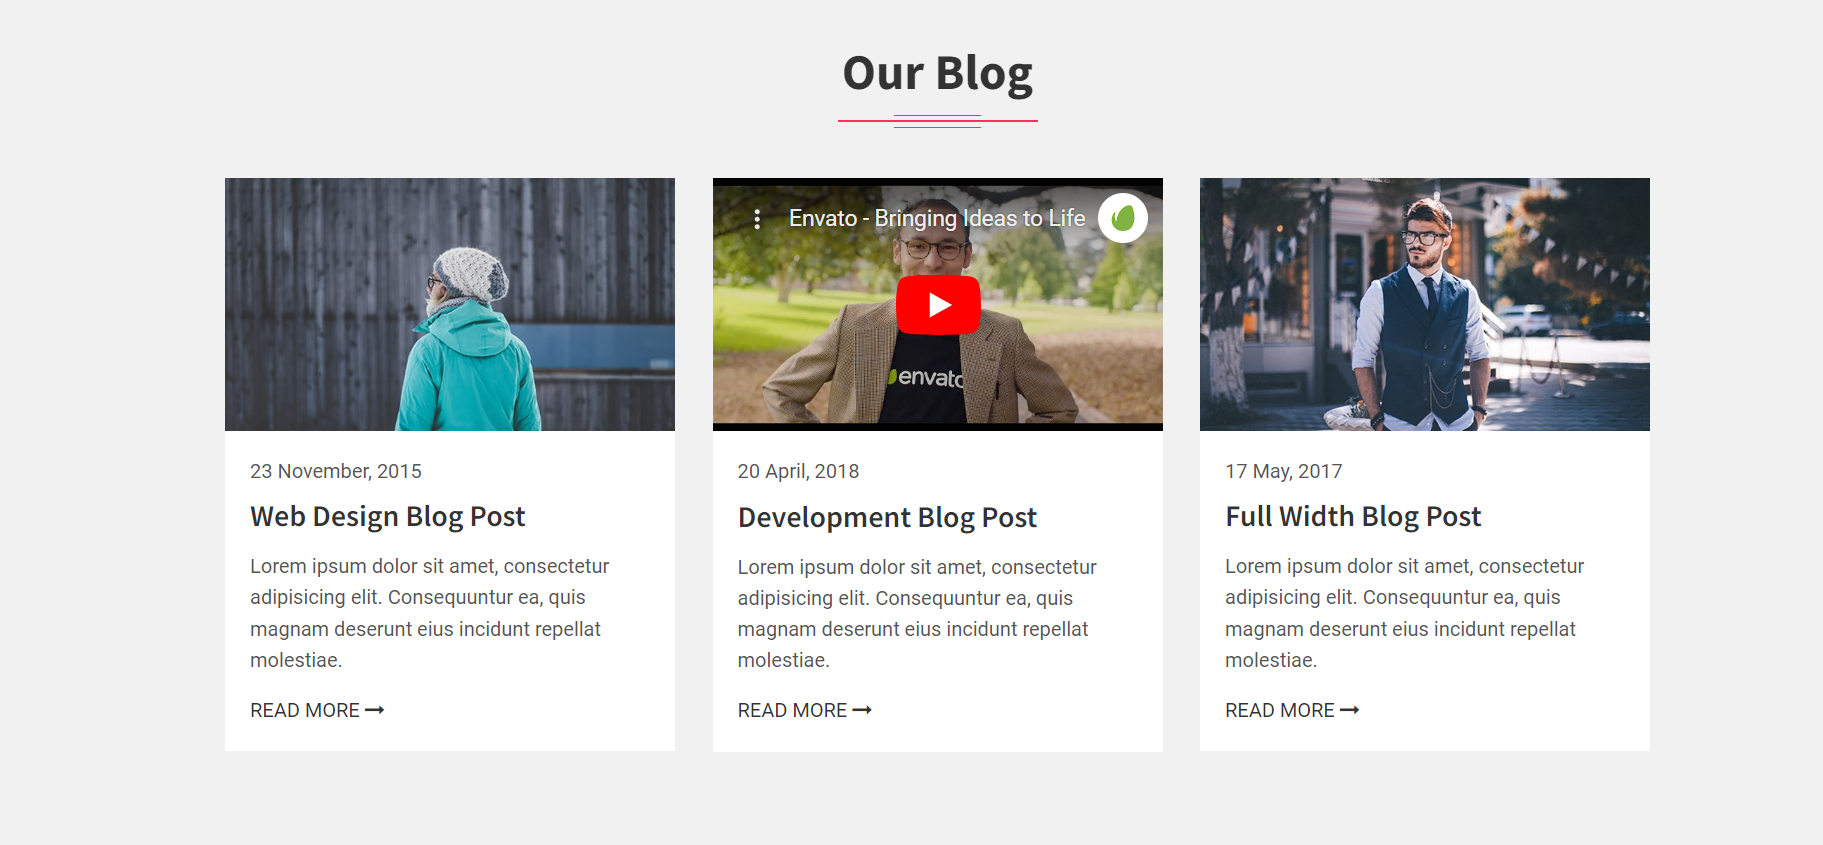 Our Blog
Envato - Bringing Ideas to Life
envato
23 November, 2015
Web Design Blog Post
Lorem ipsum dolor sit amet, consectetur
adipisicing elit. Consequuntur ea, quis
magnam deserunt eius incidunt repellat
molestiae.
READ MORE
20 April, 2018
Development Blog Post
Lorem ipsum dolor sit amet, consectetur
adipisicing elit. Consequuntur ea, quis
magnam deserunt eius incidunt repellat
molestiae.
READ MORE
17 May, 2017
Full Width Blog Post
Lorem ipsum dolor sit amet, consectetur
adipisicing elit. Consequuntur ea, quis
magnam deserunt eius incidunt repellat
molestiae.
READ MORE